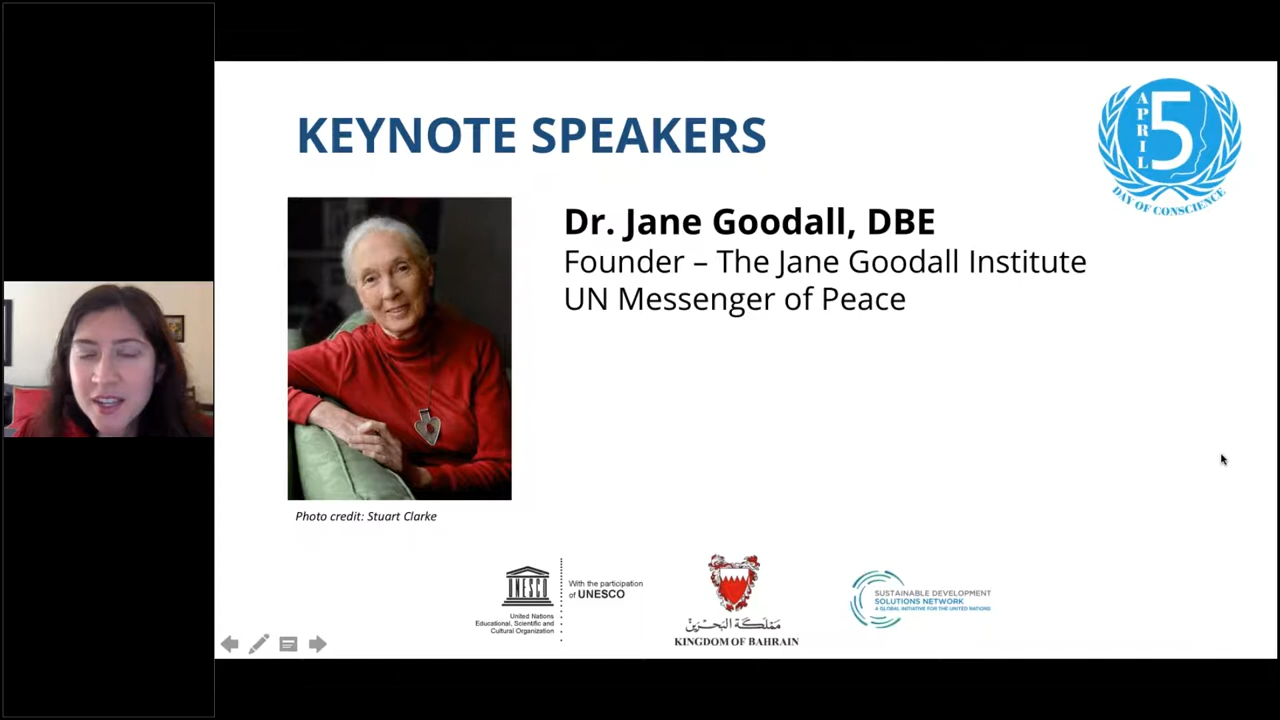 KEYNOTE SPEAKERS
APRIL
5
DAY OF CONSCIENCE
Dr. Jane Goodall, DBE
Founder – The Jane Goodall Institute
UN Messenger of Peace
Photo credit: Stuart Clarke
UNESCO
United Nations
Educational, Scientific and
Cultural Organization
With the participation
of UNESCO
مملكة البحرين
KINGDOM OF BAHRAIN
SUSTAINABLE DEVELOPMENT
SOLUTIONS NETWORK
A GLOBAL INITIATIVE FOR THE UNITED NATIONS